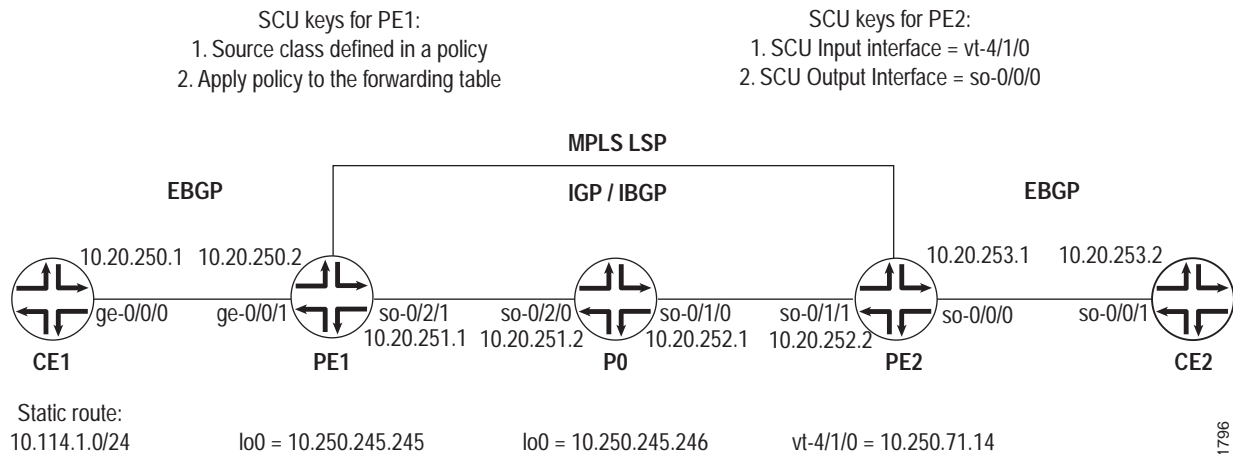 SCU keys for PE1:
1. Source class defined in a policy
2. Apply policy to the forwarding table
SCU keys for PE2:
1. SCU Input interface = vt-4/1/0
2. SCU Output Interface = so-0/0/0
MPLS LSP
EBGP
IGP / IBGP
EBGP
10.20.250.1
10.20.250.2
10.20.253.1
10.20.253.2
ge-0/0/0
ge-0/0/1
so-0/2/1
so-0/2/0
so-0/1/0
so-0/1/1
so-0/0/0
so-0/0/1
10.20.251.1
10.20.251.2
10.20.252.1
10.20.252.2
CE1
PE1
P0
PE2
CE2
Static route:
10.114.1.0/24
lo0 = 10.250.245.245
lo0 = 10.250.245.246
vt-4/1/0 = 10.250.71.14
1796